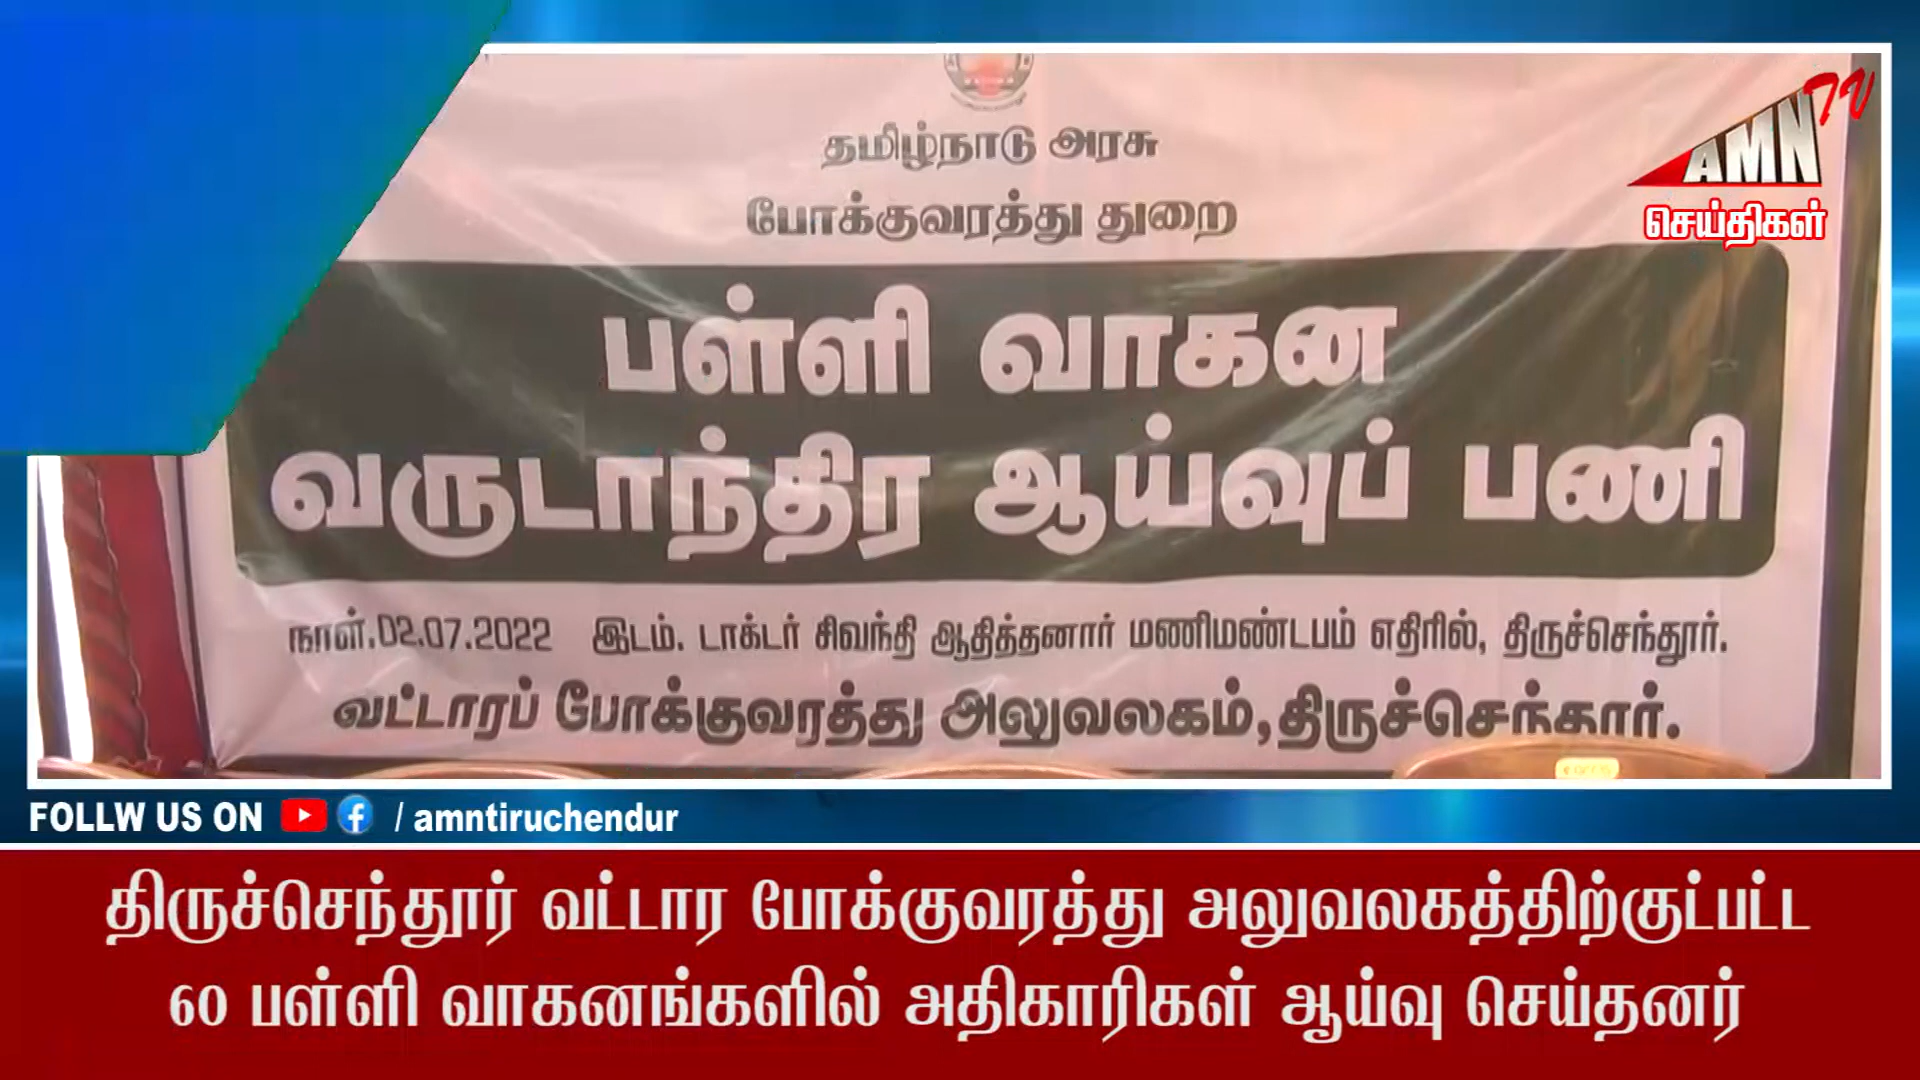 தமிழ்நாடு அரசு
போக்குவரத்து துறை
பள்ளி வாகன
வருடாந்திர ஆய்வுப் பணி
நாள்.02.07.2022 இடம். டாக்டர் சிவந்தி ஆதித்தனார் மணிமண்டபம் எதிரில், திருச்செந்தூர்.
வட்டாரப் போக்குவரத்து அலுவலகம்,திருச்செந்தூர்.
AMN TV
செய்திகள்
FOLLW US ON / amntiruchendur
திருச்செந்தூர் வட்டார போக்குவரத்து அலுவலகத்திற்குட்பட்ட
60 பள்ளி வாகனங்களில் அதிகாரிகள் ஆய்வு செய்தனர்